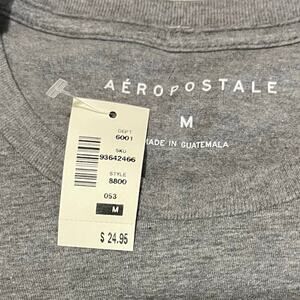 AÉROPOSTALE
M
MADE IN GUATEMALA
DEPT
6001
SKU
93642466
STYLE
8800
053
M
$ 24.95